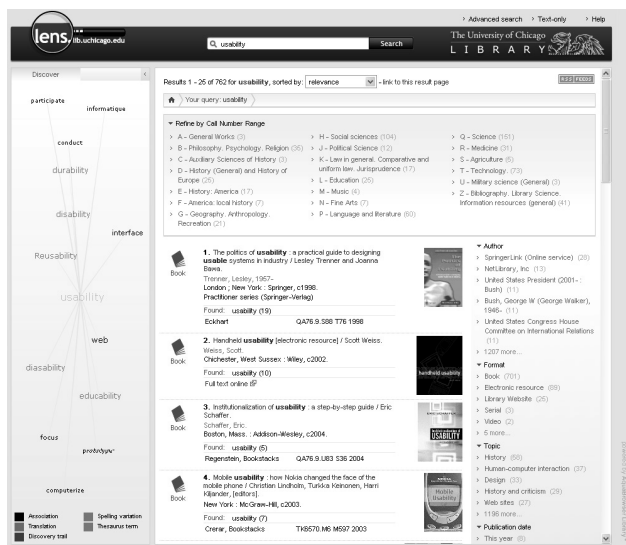 › Advanced search › Text-only › Help
lens. lib.uchicago.edu
usability Search
The University of Chicago
LIBRARY
Discover
participate
informatique
conduct
durability
disability
interface
Reusability
usability
web
diasability
educability
focus
prototype
computerize
Association
Translation
Discovery trail
Spelling variation
Thesaurus term
Results 1 - 25 of 762 for usability, sorted by: relevance - link to this result page
RSS FEEDS
Your query: usability
Refine by Call Number Range
› A - General Works (3)
› B - Philosophy. Psychology. Religion (35)
› C - Auxiliary Sciences of History (3)
› D - History (General) and History of
Europe (25)
› E - History: America (17)
› F - America: local history (7)
› G - Geography. Anthropology.
Recreation (21)
› H - Social sciences (104)
› J - Political Science (12)
› K - Law in general. Comparative and
uniform law. Jurisprudence (17)
› L - Education (25)
› M - Music (4)
› N - Fine Arts (7)
› P - Language and literature (60)
› Q - Science (151)
› R - Medicine (31)
› S - Agriculture (5)
› T - Technology. (73)
› U - Military science (General) (3)
› Z - Bibliography. Library Science.
Information resources (general) (41)
Book
1. The politics of usability : a practical guide to designing
usable systems in industry / Lesley Trenner and Joanna
Bawa.
Trenner, Lesley, 1957-
London ; New York : Springer, c1998.
Practitioner series (Springer-Verlag)
Found: usability (19)
Eckhart QA76.9.S88 T76 1998
Book
2. Handheld usability [electronic resource] / Scott Weiss.
Weiss, Scott.
Chichester, West Sussex : Wiley, c2002.
Found: usability (10)
Full text online
handheld usability
Book
3. Institutionalization of usability : a step-by-step guide / Eric
Schaffer.
Schaffer, Eric.
Boston, Mass. : Addison-Wesley, c2004.
Found: usability (5)
Regenstein, Bookstacks QA76.9.U83 S36 2004
USABILITY
Book
4. Mobile usability : how Nokia changed the face of the
mobile phone / Christian Lindholm, Turkka Keinonen, Harri
Kiljander, [editors].
New York : McGraw-Hill, c2003.
Found: usability (7)
Crerar, Bookstacks TK6570.M6 M597 2003
Mobile
Usability
Author
› SpringerLink (Online service) (28)
› NetLibrary, Inc (13)
› United States President (2001- :
Bush) (11)
› Bush, George W (George Walker),
1946- (11)
› United States Congress House
Committee on International Relations
(11)
› 1207 more...
Format
› Book (701)
› Electronic resource (89)
› Library Website (25)
› Serial (3)
› Video (2)
› 5 more...
Topic
› History (58)
› Human-computer interaction (37)
› Design (33)
› History and criticism (29)
› Web sites (27)
› 1196 more...
Publication date
› This year (8)